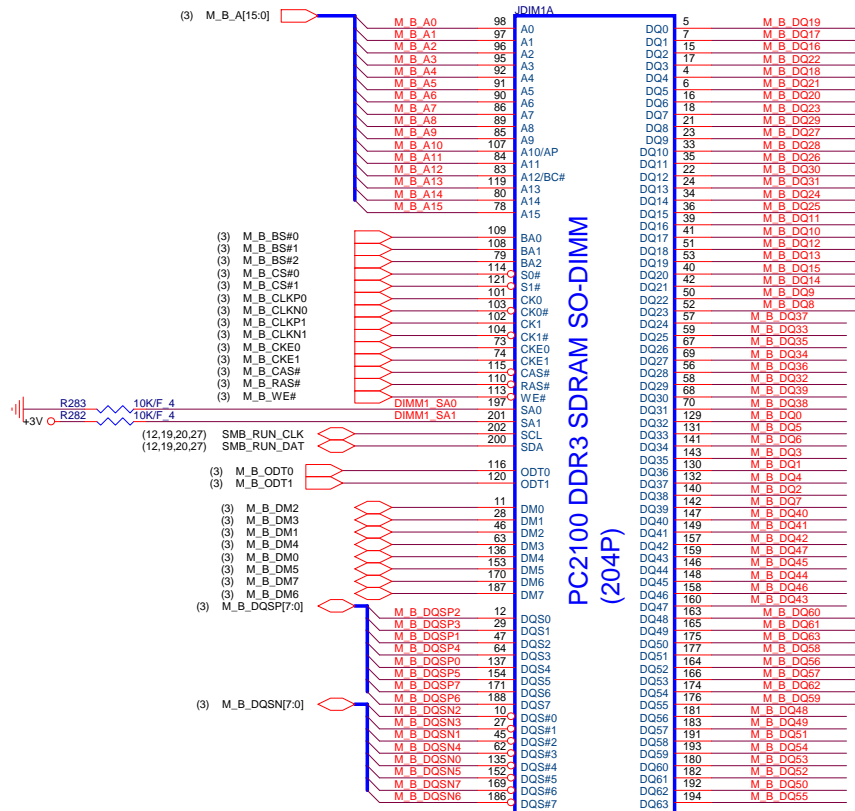 JDIM1A
(3) M_B_A[15:0]
M_B_A0 98 A0
M_B_A1 97 A1
M_B_A2 96 A2
M_B_A3 95 A3
M_B_A4 92 A4
M_B_A5 91 A5
M_B_A6 90 A6
M_B_A7 86 A7
M_B_A8 89 A8
M_B_A9 85 A9
M_B_A10 107 A10/AP
M_B_A11 84 A11
M_B_A12 83 A12/BC#
M_B_A13 119 A13
M_B_A14 80 A14
M_B_A15 78 A15
(3) M_B_BS#0 109 BA0
(3) M_B_BS#1 108 BA1
(3) M_B_BS#2 79 BA2
(3) M_B_CS#0 114 S0#
(3) M_B_CS#1 121 S1#
(3) M_B_CLKP0 101 CK0
(3) M_B_CLKN0 103 CK0#
(3) M_B_CLKP1 102 CK1
(3) M_B_CLKN1 104 CK1#
(3) M_B_CKE0 73 CKE0
(3) M_B_CKE1 74 CKE1
(3) M_B_CAS# 115 CAS#
(3) M_B_RAS# 110 RAS#
(3) M_B_WE# 113 WE#
R283 10K/F_4 DIMM1_SA0 197 SA0
+3V R282 10K/F_4 DIMM1_SA1 201 SA1
(12,19,20,27) SMB_RUN_CLK 202 SCL
(12,19,20,27) SMB_RUN_DAT 200 SDA
(3) M_B_ODT0 116 ODT0
(3) M_B_ODT1 120 ODT1
(3) M_B_DM2 11 DM0
(3) M_B_DM3 28 DM1
(3) M_B_DM1 46 DM2
(3) M_B_DM4 63 DM3
(3) M_B_DM0 136 DM4
(3) M_B_DM5 153 DM5
(3) M_B_DM7 170 DM6
(3) M_B_DM6 187 DM7
(3) M_B_DQSP[7:0]
M_B_DQSP2 12 DQS0
M_B_DQSP3 29 DQS1
M_B_DQSP1 47 DQS2
M_B_DQSP4 64 DQS3
M_B_DQSP0 137 DQS4
M_B_DQSP5 154 DQS5
M_B_DQSP7 171 DQS6
M_B_DQSP6 188 DQS7
(3) M_B_DQSN[7:0]
M_B_DQSN2 10 DQS#0
M_B_DQSN3 27 DQS#1
M_B_DQSN1 45 DQS#2
M_B_DQSN4 62 DQS#3
M_B_DQSN0 135 DQS#4
M_B_DQSN5 152 DQS#5
M_B_DQSN7 169 DQS#6
M_B_DQSN6 186 DQS#7
PC2100 DDR3 SDRAM SO-DIMM
(204P)
DQ0 5 M_B_DQ19
DQ1 7 M_B_DQ17
DQ2 15 M_B_DQ16
DQ3 17 M_B_DQ22
DQ4 4 M_B_DQ18
DQ5 6 M_B_DQ21
DQ6 16 M_B_DQ20
DQ7 18 M_B_DQ23
DQ8 21 M_B_DQ29
DQ9 23 M_B_DQ27
DQ10 33 M_B_DQ28
DQ11 35 M_B_DQ26
DQ12 22 M_B_DQ30
DQ13 24 M_B_DQ31
DQ14 34 M_B_DQ24
DQ15 36 M_B_DQ25
DQ16 39 M_B_DQ11
DQ17 41 M_B_DQ10
DQ18 51 M_B_DQ12
DQ19 53 M_B_DQ13
DQ20 40 M_B_DQ15
DQ21 42 M_B_DQ14
DQ22 50 M_B_DQ9
DQ23 52 M_B_DQ8
DQ24 57 M_B_DQ37
DQ25 59 M_B_DQ33
DQ26 67 M_B_DQ35
DQ27 69 M_B_DQ34
DQ28 56 M_B_DQ36
DQ29 58 M_B_DQ32
DQ30 68 M_B_DQ39
DQ31 70 M_B_DQ38
DQ32 129 M_B_DQ0
DQ33 131 M_B_DQ5
DQ34 141 M_B_DQ6
DQ35 143 M_B_DQ3
DQ36 130 M_B_DQ1
DQ37 132 M_B_DQ4
DQ38 140 M_B_DQ2
DQ39 142 M_B_DQ7
DQ40 147 M_B_DQ40
DQ41 149 M_B_DQ41
DQ42 157 M_B_DQ42
DQ43 159 M_B_DQ47
DQ44 146 M_B_DQ45
DQ45 148 M_B_DQ44
DQ46 158 M_B_DQ46
DQ47 160 M_B_DQ43
DQ48 163 M_B_DQ60
DQ49 165 M_B_DQ61
DQ50 175 M_B_DQ63
DQ51 177 M_B_DQ58
DQ52 164 M_B_DQ56
DQ53 166 M_B_DQ57
DQ54 174 M_B_DQ62
DQ55 176 M_B_DQ59
DQ56 181 M_B_DQ48
DQ57 183 M_B_DQ49
DQ58 191 M_B_DQ51
DQ59 193 M_B_DQ54
DQ60 180 M_B_DQ53
DQ61 182 M_B_DQ52
DQ62 192 M_B_DQ50
DQ63 194 M_B_DQ55